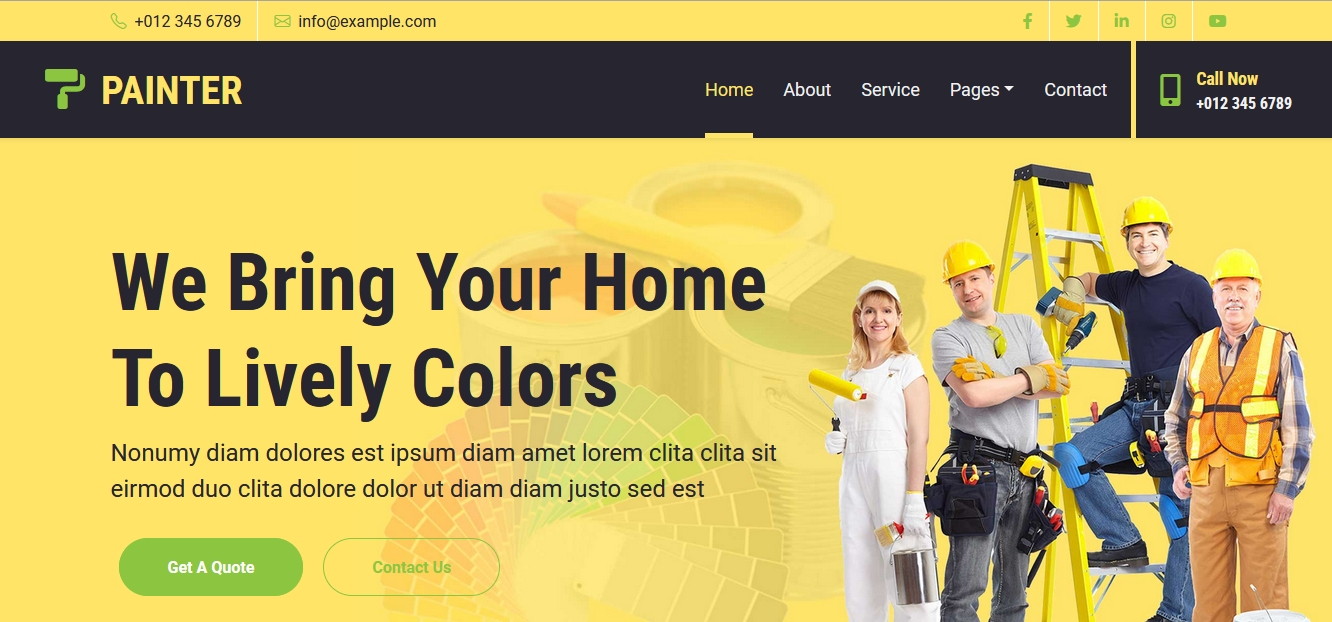 +012 345 6789
info@example.com
PAINTER
Home
About
Service
Pages
Contact
Call Now
+012 345 6789
We Bring Your Home
To Lively Colors
Nonumy diam dolores est ipsum diam amet lorem clita clita sit
eirmod duo clita dolore dolor ut diam diam justo sed est
Get A Quote
Contact Us